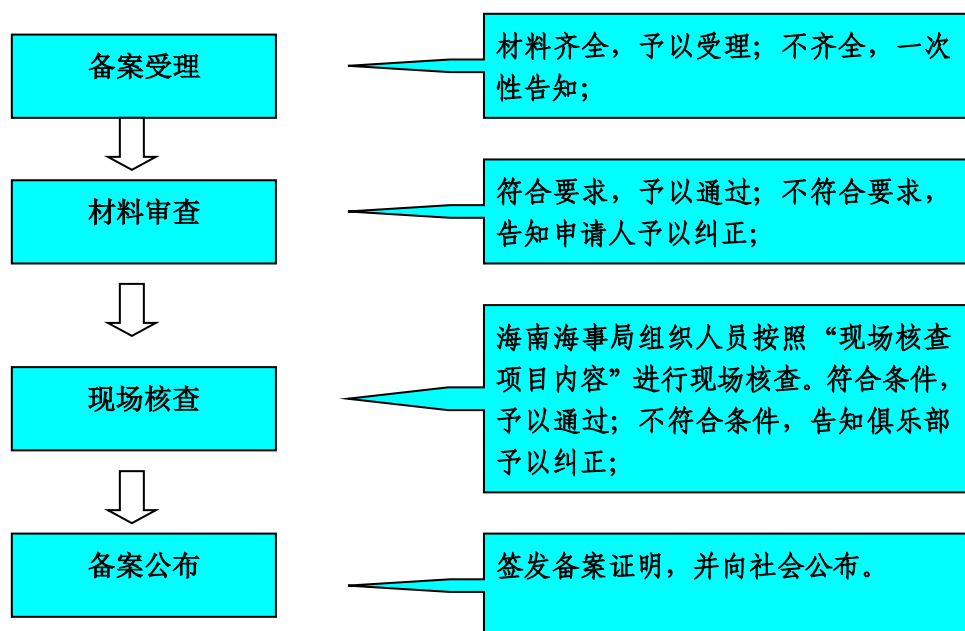 备案受理
材料齐全，予以受理；不齐全，一次
性告知；
材料审查
符合要求，予以通过；不符合要求，
告知申请人予以纠正；
现场核查
海南海事局组织人员按照“现场核查
项目内容”进行现场核查。符合条件，
予以通过；不符合条件，告知俱乐部
予以纠正；
备案公布
签发备案证明，并向社会公布。